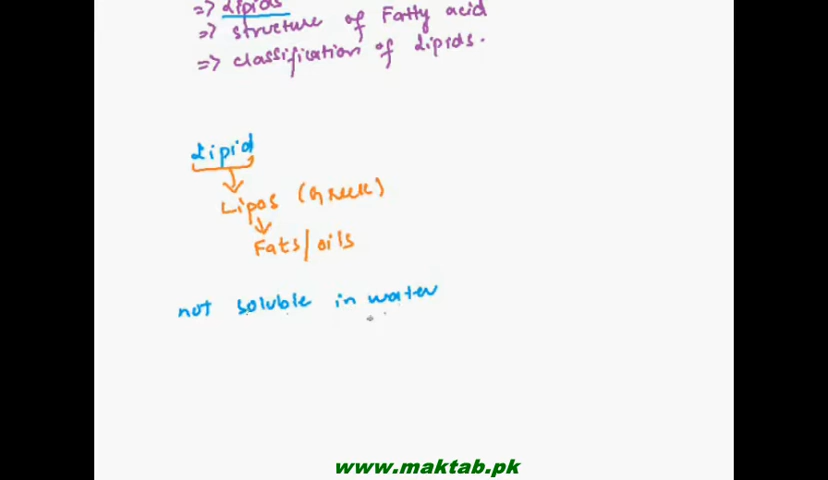 => Lipids
=> structure of Fatty acid
=> classification of Lipids.
Lipid
Lipos (Greek)
Fats/oils
not soluble in water
www.maktab.pk